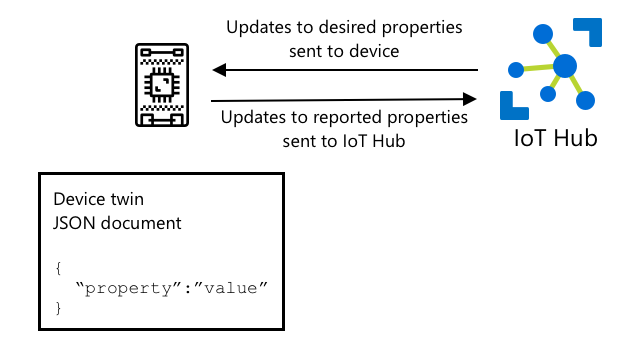 Updates to desired properties
sent to device
Updates to reported properties
sent to IoT Hub
IoT Hub
Device twin
JSON document
{
“property”:”value”
}